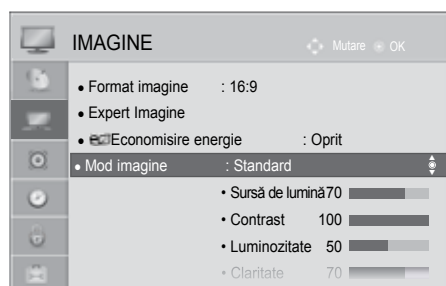 IMAGINE Mutare OK
• Format imagine : 16:9
• Expert Imagine
• Economisire energie : Oprit
• Mod imagine : Standard
• Sursă de lumină 70
• Contrast 100
• Luminozitate 50
• Claritate 70